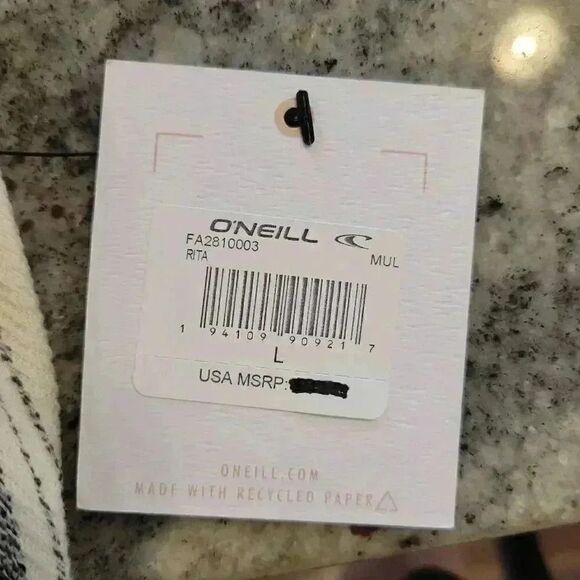 O'NEILL
FA2810003 MUL
RITA
1 94109 90921 7
L
USA MSRP:
ONEILL.COM
MADE WITH RECYCLED PAPER